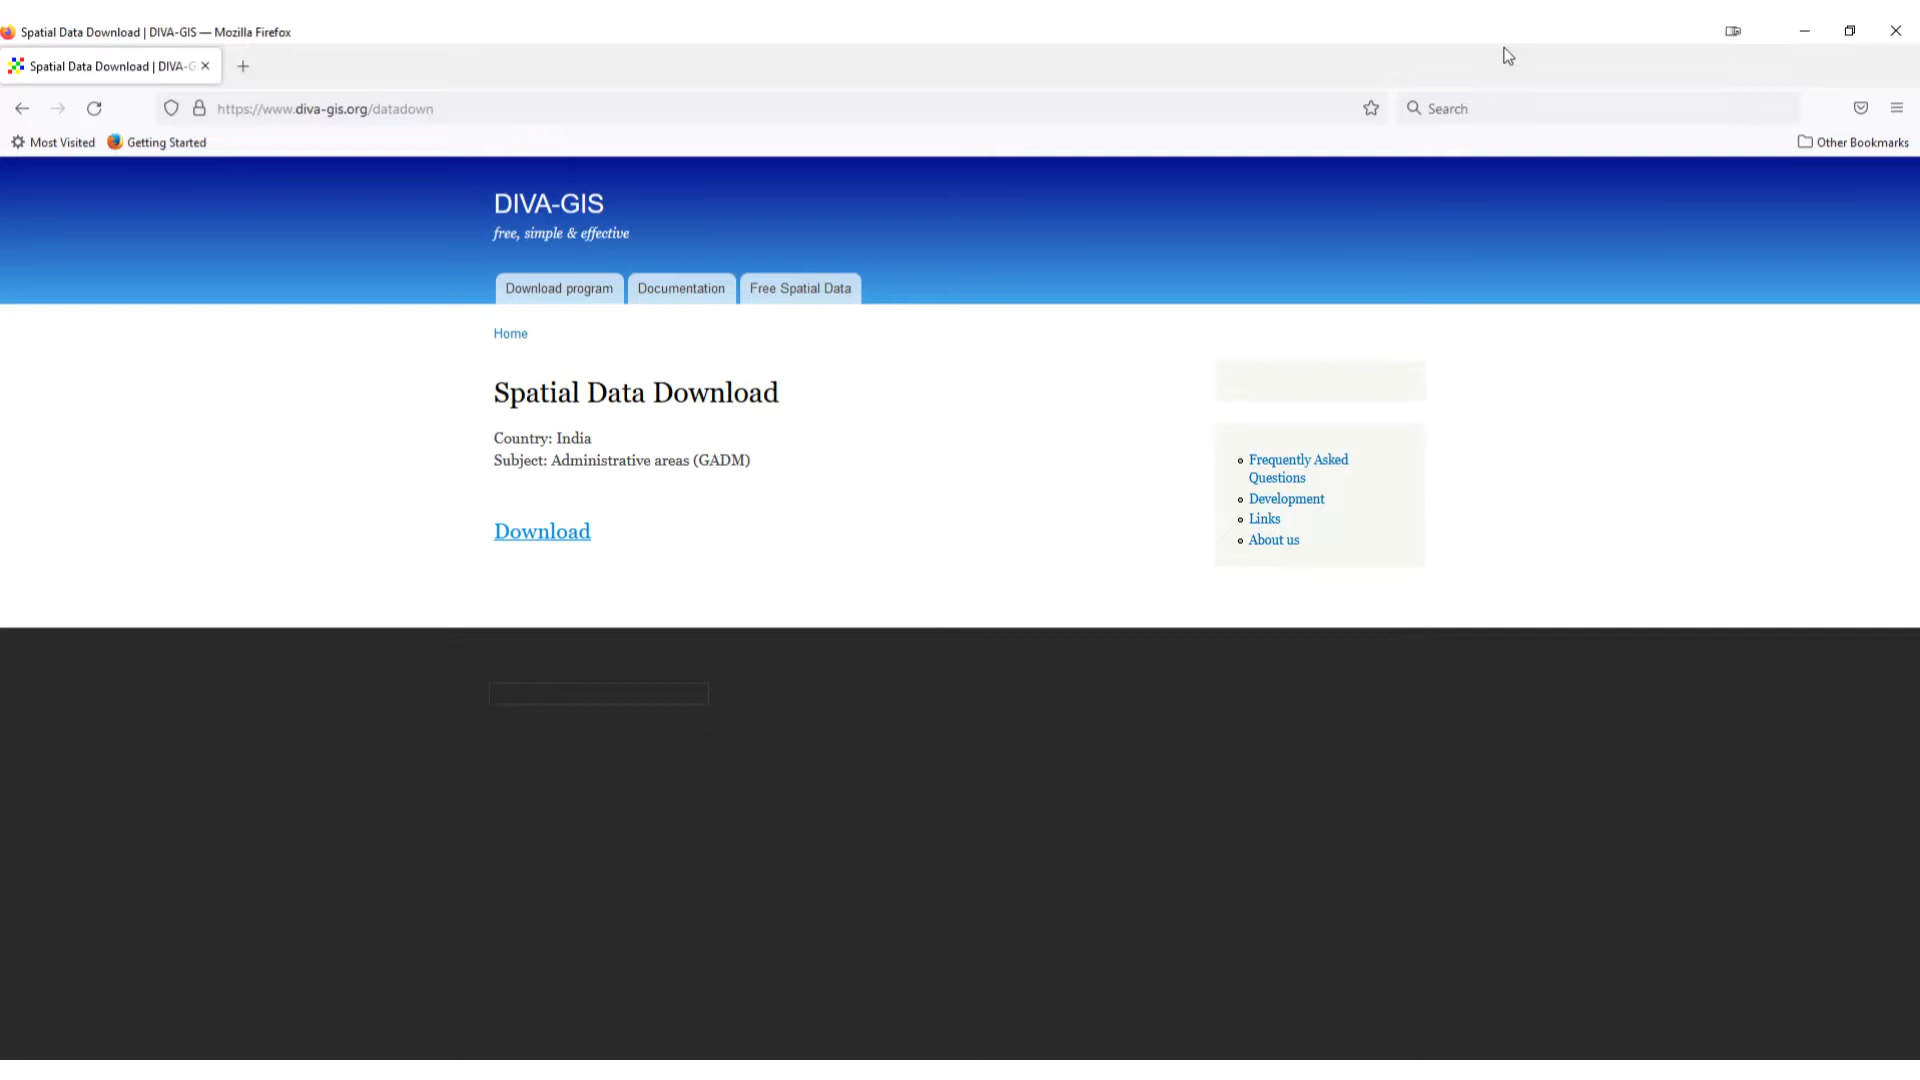 Spatial Data Download | DIVA-GIS — Mozilla Firefox
Spatial Data Download | DIVA-G
https://www.diva-gis.org/datadown
Search
Most Visited
Getting Started
Other Bookmarks
DIVA-GIS
free, simple & effective
Download program
Documentation
Free Spatial Data
Home
Spatial Data Download
Country: India
Subject: Administrative areas (GADM)
Download
Frequently Asked
Questions
Development
Links
About us